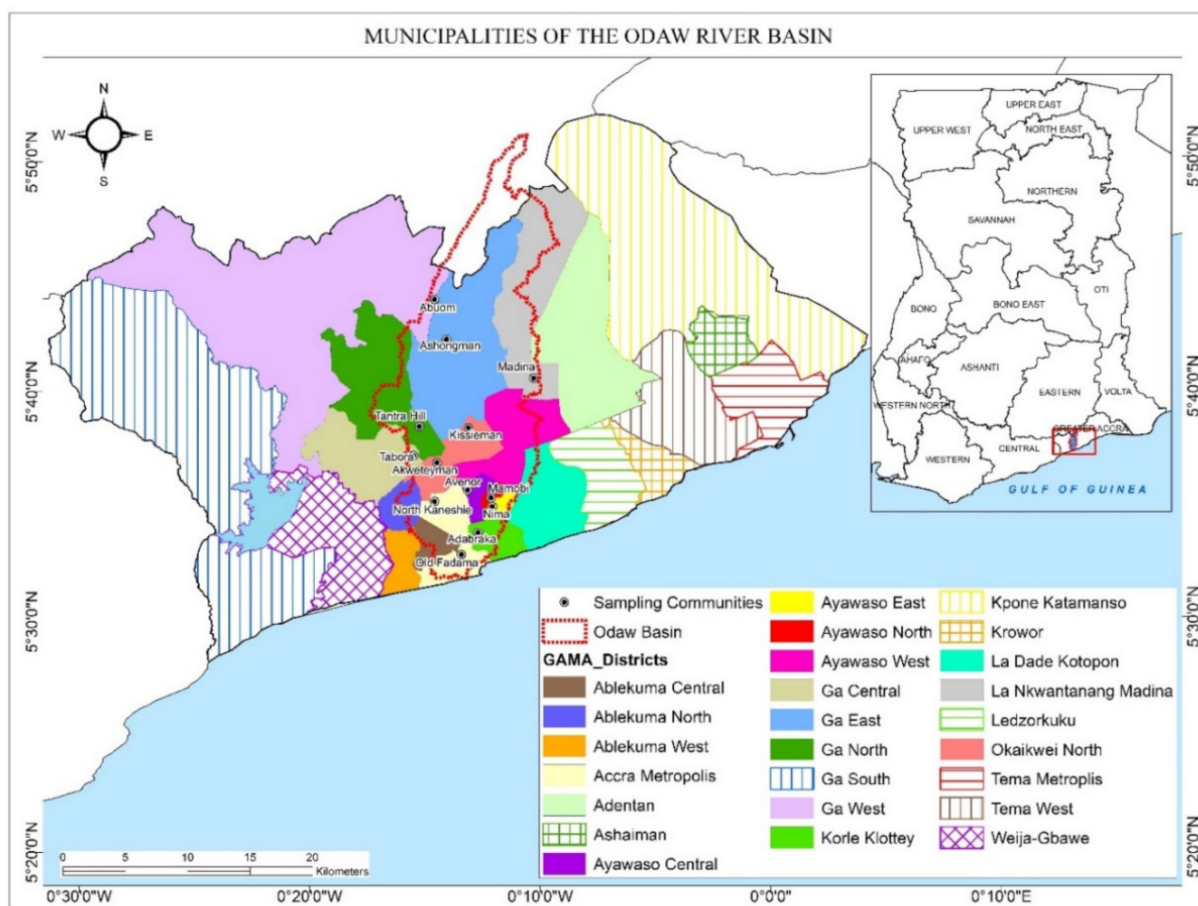 MUNICIPALITIES OF THE ODAW RIVER BASIN
N
W
E
S
5°50'0"N
5°40'0"N
5°30'0"N
5°20'0"N
5°50'0"N
5°40'0"N
5°30'0"N
5°20'0"N
0°30'0"W
0°20'0"W
0°10'0"W
0°0'0"
0°10'0"E
Abuom
Ashongman
Madina
Tantra Hill
Kissieman
Tabora
Akweteyman
Avenor
Mamobi
North Kaneshie
Nima
Adabraka
Old Fadama
UPPER EAST
UPPER WEST
NORTH EAST
NORTHERN
SAVANNAH
OTI
BONO
BONO EAST
AHAFO
ASHANTI
EASTERN
VOLTA
WESTERN NORTH
GREATER ACCRA
CENTRAL
WESTERN
GULF OF GUINEA
Sampling Communities
Odaw Basin
GAMA_Districts
Ablekuma Central
Ablekuma North
Ablekuma West
Accra Metropolis
Adentan
Ashaiman
Ayawaso Central
Ayawaso East
Ayawaso North
Ayawaso West
Ga Central
Ga East
Ga North
Ga South
Ga West
Korle Klottey
Kpone Katamanso
Krowor
La Dade Kotopon
La Nkwantanang Madina
Ledzorkuku
Okaikwei North
Tema Metroplis
Tema West
Weija-Gbawe
0 5 10 15 20
Kilometers